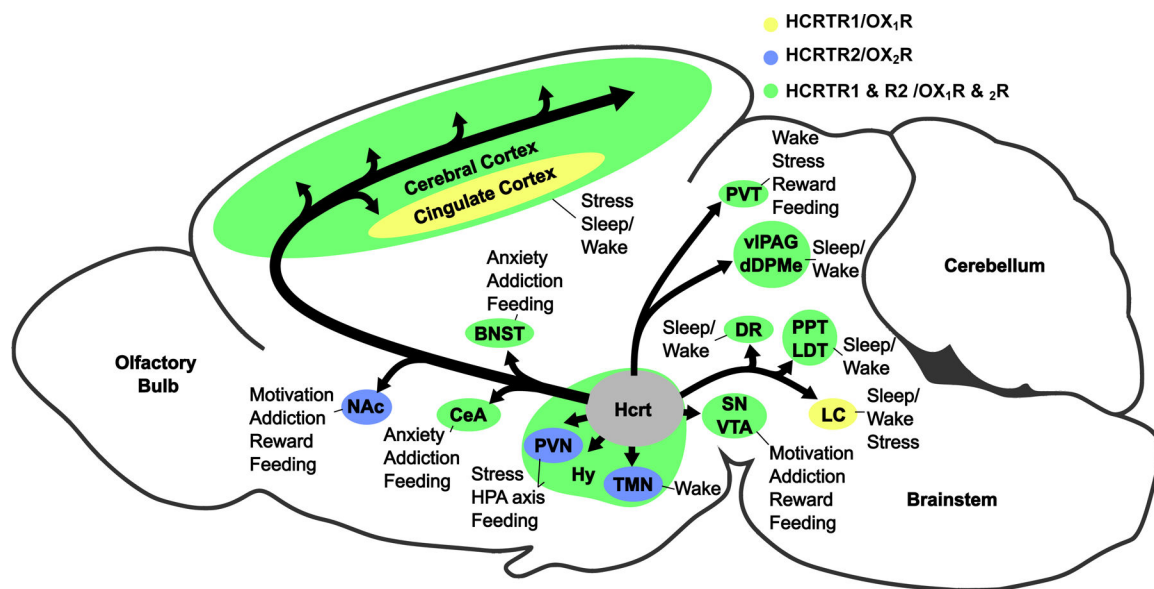 HCRTR1/OX₁R
HCRTR2/OX₂R
HCRTR1 & R2 /OX₁R & ₂R
Cerebral Cortex
Cingulate Cortex
Stress
Sleep/
Wake
Wake
Stress
Reward
Feeding
PVT
vlPAG
dDPMe
Sleep/
Wake
Cerebellum
Anxiety
Addiction
Feeding
BNST
Sleep/
Wake
DR
PPT
LDT
Sleep/
Wake
Olfactory
Bulb
Motivation
Addiction
Reward
Feeding
NAc
CeA
Anxiety
Addiction
Feeding
Hcrt
PVN
Hy
TMN
Stress
HPA axis
Feeding
Wake
SN
VTA
Motivation
Addiction
Reward
Feeding
LC
Sleep/
Wake
Stress
Brainstem